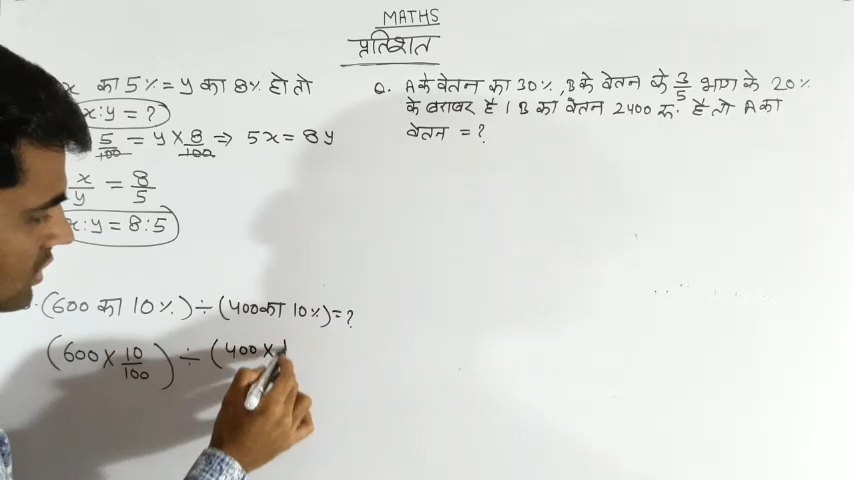 MATHS
प्रतिशत
x का 5% = y का 8% हो तो
x:y = ?
5/100 = y × 8/100 ⇒ 5x = 8y
x/y = 8/5
x:y = 8:5
(600 का 10%) ÷ (400 का 10%) = ?
(600 × 10/100) ÷ (400 ×
Q. A के वेतन का 30%, B के वेतन के 3/5 भाग के 20%
के बराबर है । B का वेतन 2400 रु. है तो A का
वेतन = ?